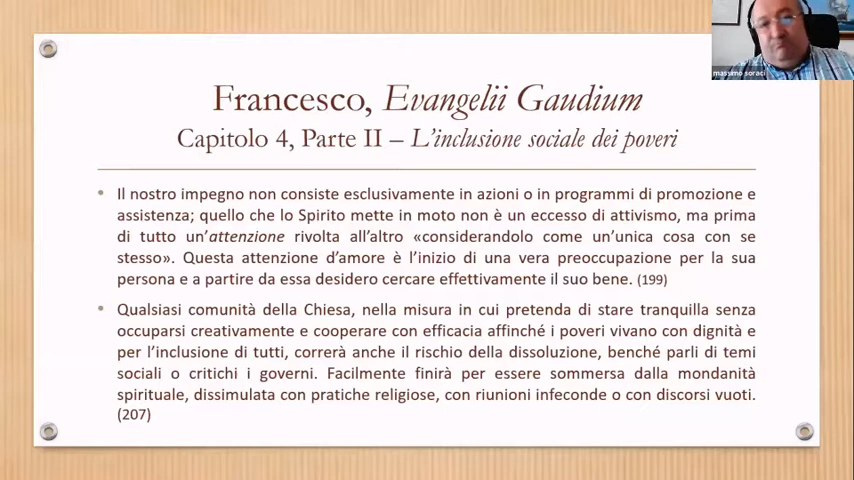 massimo soraci
Francesco, Evangelii Gaudium
Capitolo 4, Parte II – L'inclusione sociale dei poveri
• Il nostro impegno non consiste esclusivamente in azioni o in programmi di promozione e
assistenza; quello che lo Spirito mette in moto non è un eccesso di attivismo, ma prima
di tutto un'attenzione rivolta all'altro «considerandolo come un'unica cosa con se
stesso». Questa attenzione d'amore è l'inizio di una vera preoccupazione per la sua
persona e a partire da essa desidero cercare effettivamente il suo bene. (199)
• Qualsiasi comunità della Chiesa, nella misura in cui pretenda di stare tranquilla senza
occuparsi creativamente e cooperare con efficacia affinché i poveri vivano con dignità e
per l'inclusione di tutti, correrà anche il rischio della dissoluzione, benché parli di temi
sociali o critichi i governi. Facilmente finirà per essere sommersa dalla mondanità
spirituale, dissimulata con pratiche religiose, con riunioni infeconde o con discorsi vuoti.
(207)